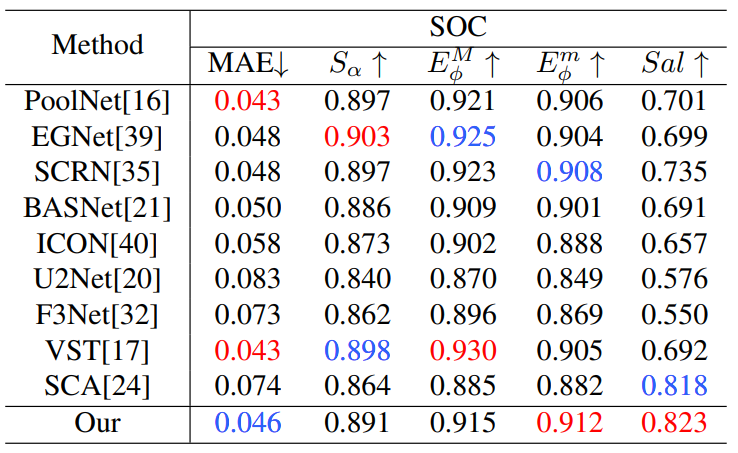 Method SOC
MAE↓ Sα ↑ E^M_ϕ ↑ E^m_ϕ ↑ Sal ↑
PoolNet[16] 0.043 0.897 0.921 0.906 0.701
EGNet[39] 0.048 0.903 0.925 0.904 0.699
SCRN[35] 0.048 0.897 0.923 0.908 0.735
BASNet[21] 0.050 0.886 0.909 0.901 0.691
ICON[40] 0.058 0.873 0.902 0.888 0.657
U2Net[20] 0.083 0.840 0.870 0.849 0.576
F3Net[32] 0.073 0.862 0.896 0.869 0.550
VST[17] 0.043 0.898 0.930 0.905 0.692
SCA[24] 0.074 0.864 0.885 0.882 0.818
Our 0.046 0.891 0.915 0.912 0.823